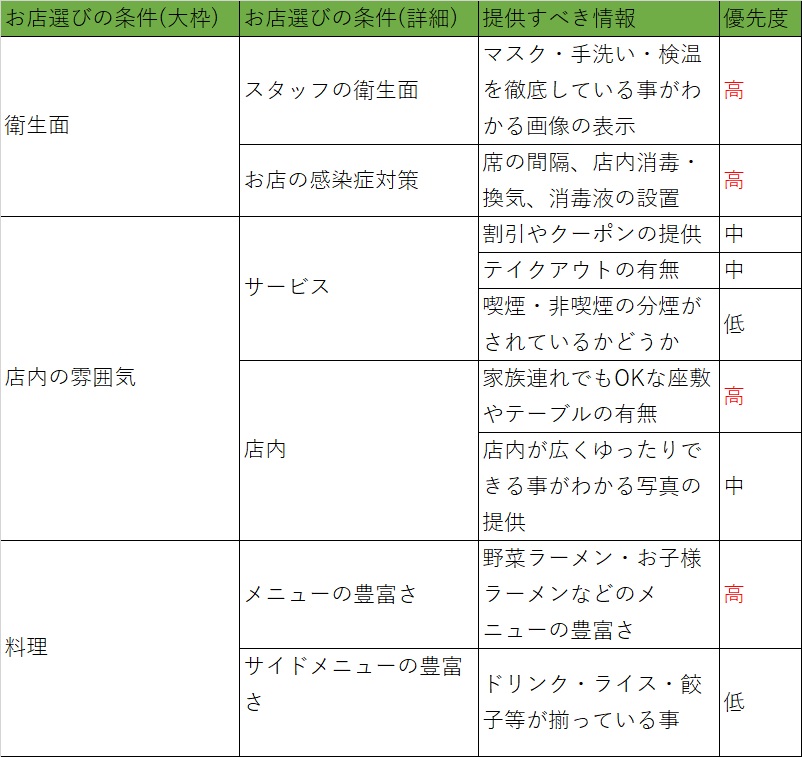 お店選びの条件(大枠) お店選びの条件(詳細) 提供すべき情報 優先度
衛生面
スタッフの衛生面
マスク・手洗い・検温
を徹底している事がわ
かる画像の表示
高
お店の感染症対策
席の間隔、店内消毒・
換気、消毒液の設置
高
店内の雰囲気
サービス
割引やクーポンの提供
中
テイクアウトの有無
中
喫煙・非喫煙の分煙が
されているかどうか
低
店内
家族連れでもOKな座敷
やテーブルの有無
高
店内が広くゆったりで
きる事がわかる写真の
提供
中
料理
メニューの豊富さ
野菜ラーメン・お子様
ラーメンなどのメ
ニューの豊富さ
高
サイドメニューの豊富
さ
ドリンク・ライス・餃
子等が揃っている事
低